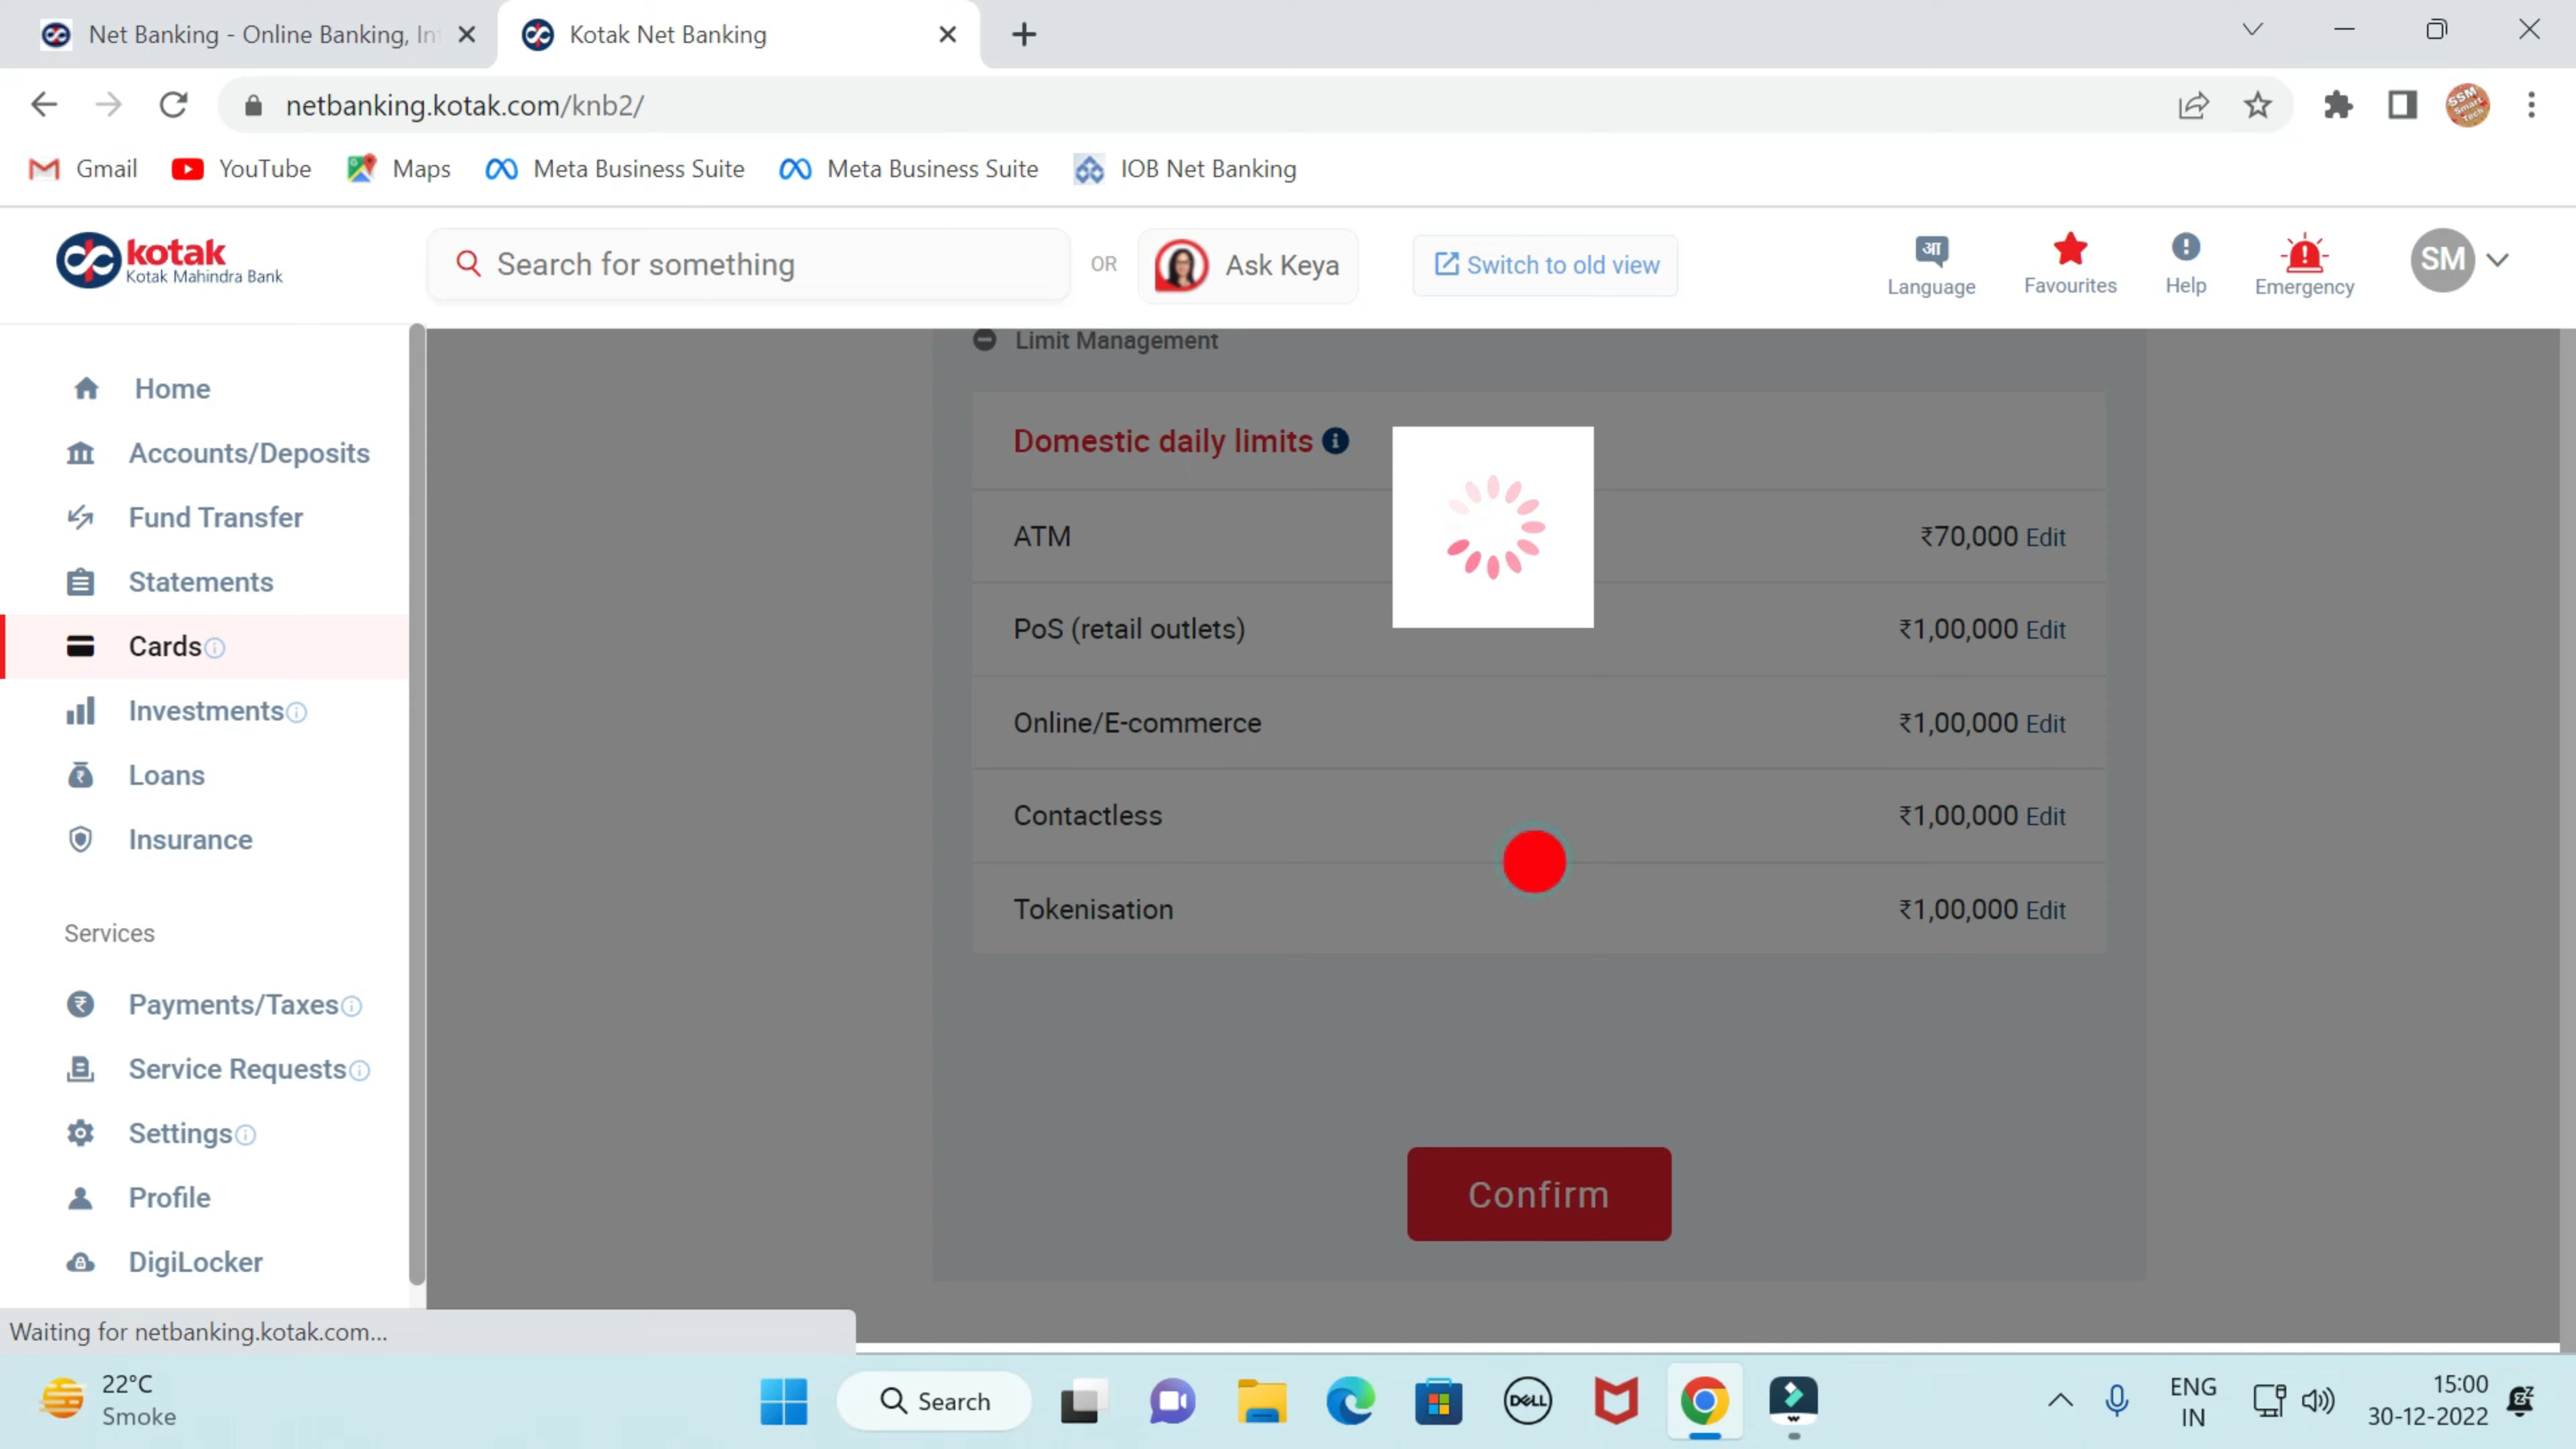 Net Banking - Online Banking, In
Kotak Net Banking
netbanking.kotak.com/knb2/
SSM Smart Tech
Gmail
YouTube
Maps
Meta Business Suite
Meta Business Suite
IOB Net Banking
kotak
Kotak Mahindra Bank
Search for something
OR
Ask Keya
Switch to old view
आ
Language
Favourites
Help
Emergency
SM
Home
Accounts/Deposits
Fund Transfer
Statements
Cards
Investments
Loans
Insurance
Services
Payments/Taxes
Service Requests
Settings
Profile
DigiLocker
Limit Management
Domestic daily limits
ATM ₹70,000 Edit
PoS (retail outlets) ₹1,00,000 Edit
Online/E-commerce ₹1,00,000 Edit
Contactless ₹1,00,000 Edit
Tokenisation ₹1,00,000 Edit
Confirm
Waiting for netbanking.kotak.com...
22°C
Smoke
Search
DELL
W
ENG
IN
15:00
30-12-2022